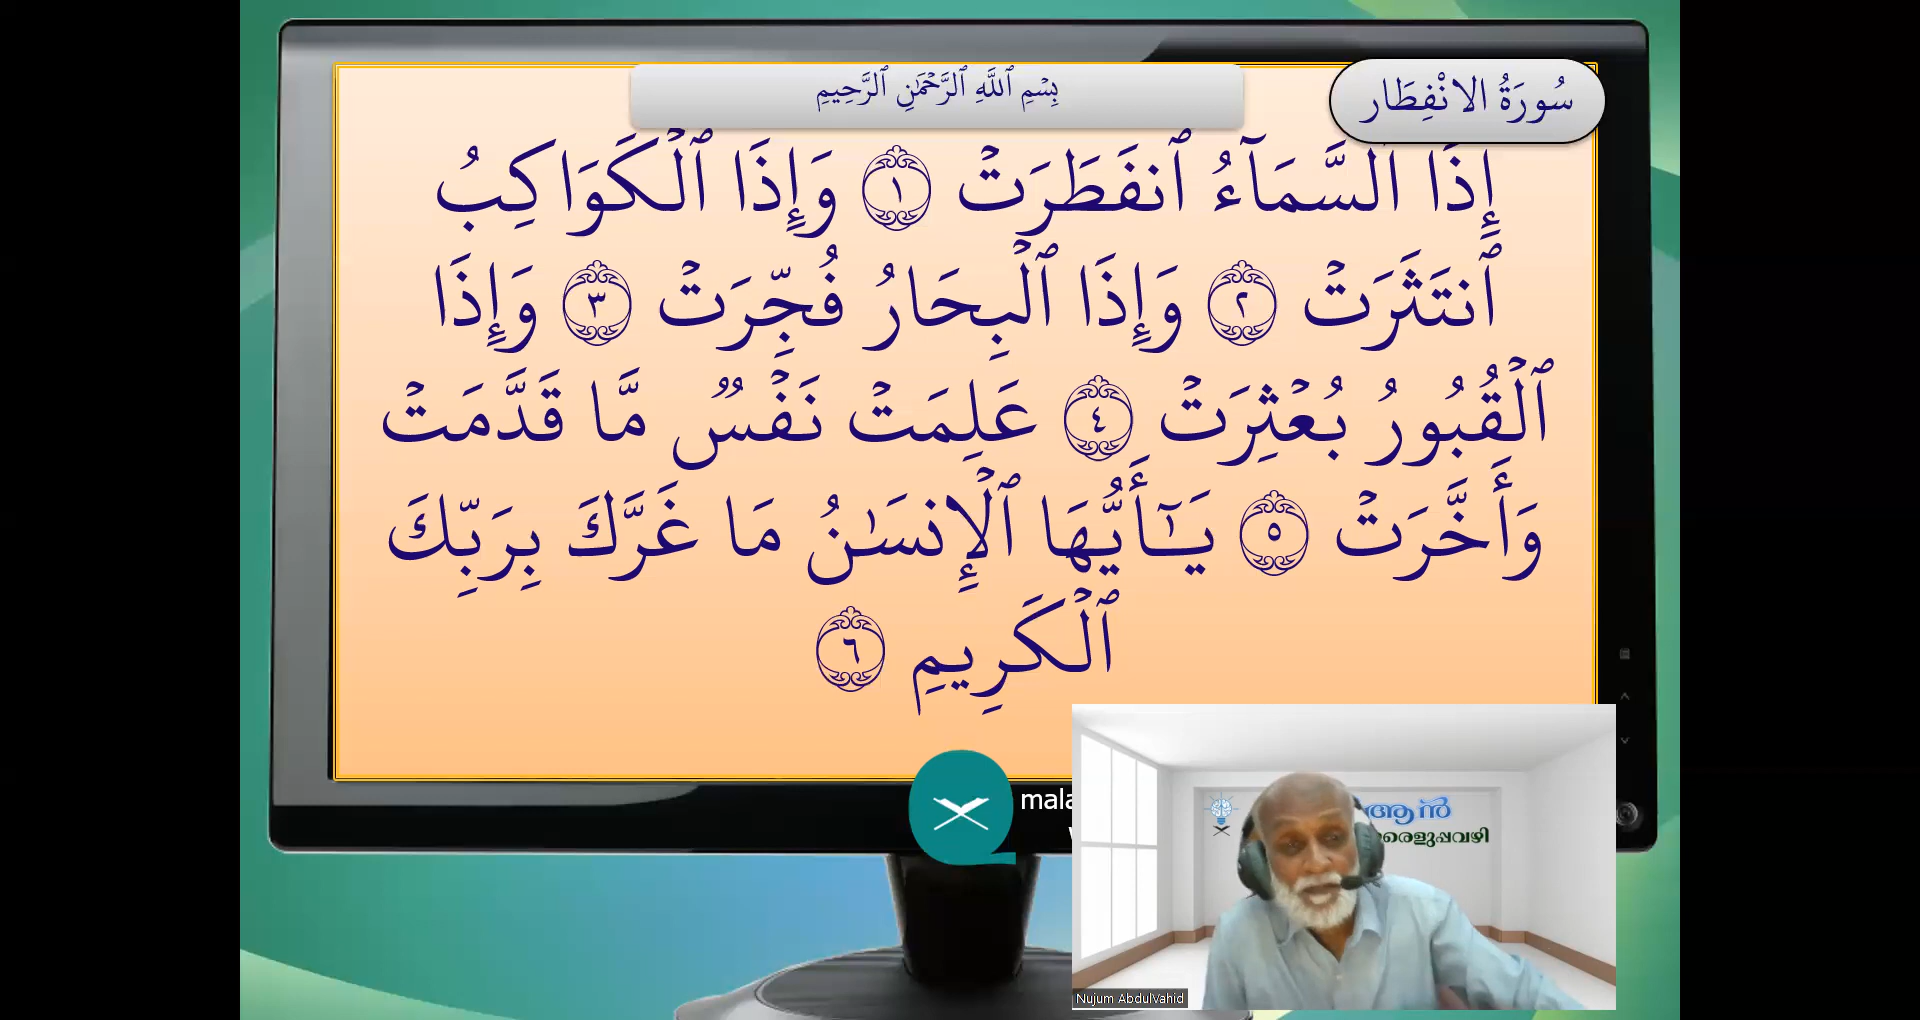 سُورَةُ الانْفِطَار
بِسْمِ ٱللَّهِ ٱلرَّحْمَٰنِ ٱلرَّحِيمِ
إِذَا ٱلسَّمَآءُ ٱنفَطَرَتْ ١ وَإِذَا ٱلْكَوَاكِبُ
ٱنتَثَرَتْ ٢ وَإِذَا ٱلْبِحَارُ فُجِّرَتْ ٣ وَإِذَا
ٱلْقُبُورُ بُعْثِرَتْ ٤ عَلِمَتْ نَفْسٌ مَّا قَدَّمَتْ
وَأَخَّرَتْ ٥ يَـٰٓأَيُّهَا ٱلْإِنسَـٰنُ مَا غَرَّكَ بِرَبِّكَ
ٱلْكَرِيمِ ٦
Nujum AbdulVahid